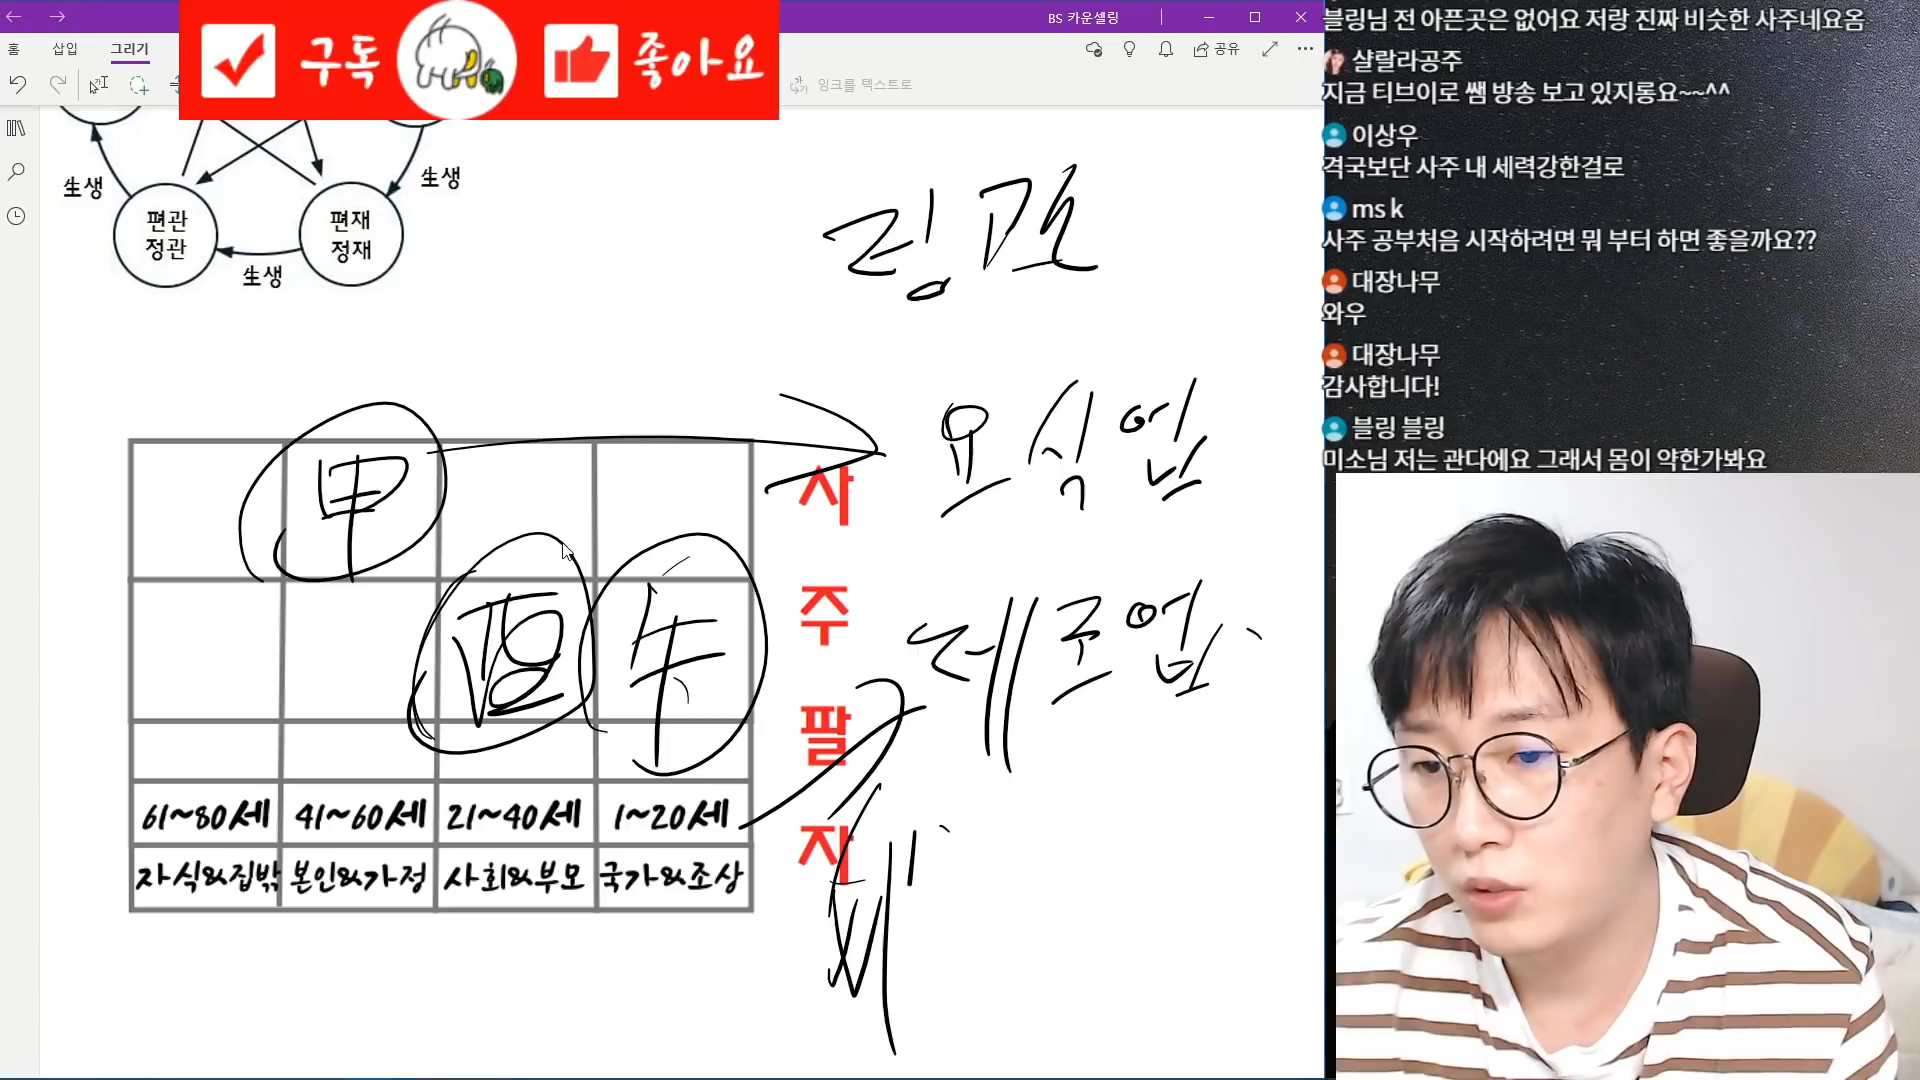 BS 카운셀링
홈 삽입 그리기
공유
잉크를 텍스트로
구독 좋아요
生생
生생
편관
정관
편재
정재
生생
요식업
제조업
甲
酉 午
사
주
팔
자
61~80세 41~60세 21~40세 1~20세
자식&집밖 본인&가정 사회&부모 국가&조상
블링님 전 아픈곳은 없어요 저랑 진짜 비슷한 사주네요옴
샬랄라공주
지금 티브이로 쌤 방송 보고 있지롱요~~^^
이상우
격국보단 사주 내 세력강한걸로
ms k
사주 공부처음 시작하려면 뭐 부터 하면 좋을까요??
대장나무
와우
대장나무
감사합니다!
블링 블링
미소님 저는 관다에요 그래서 몸이 약한가봐요